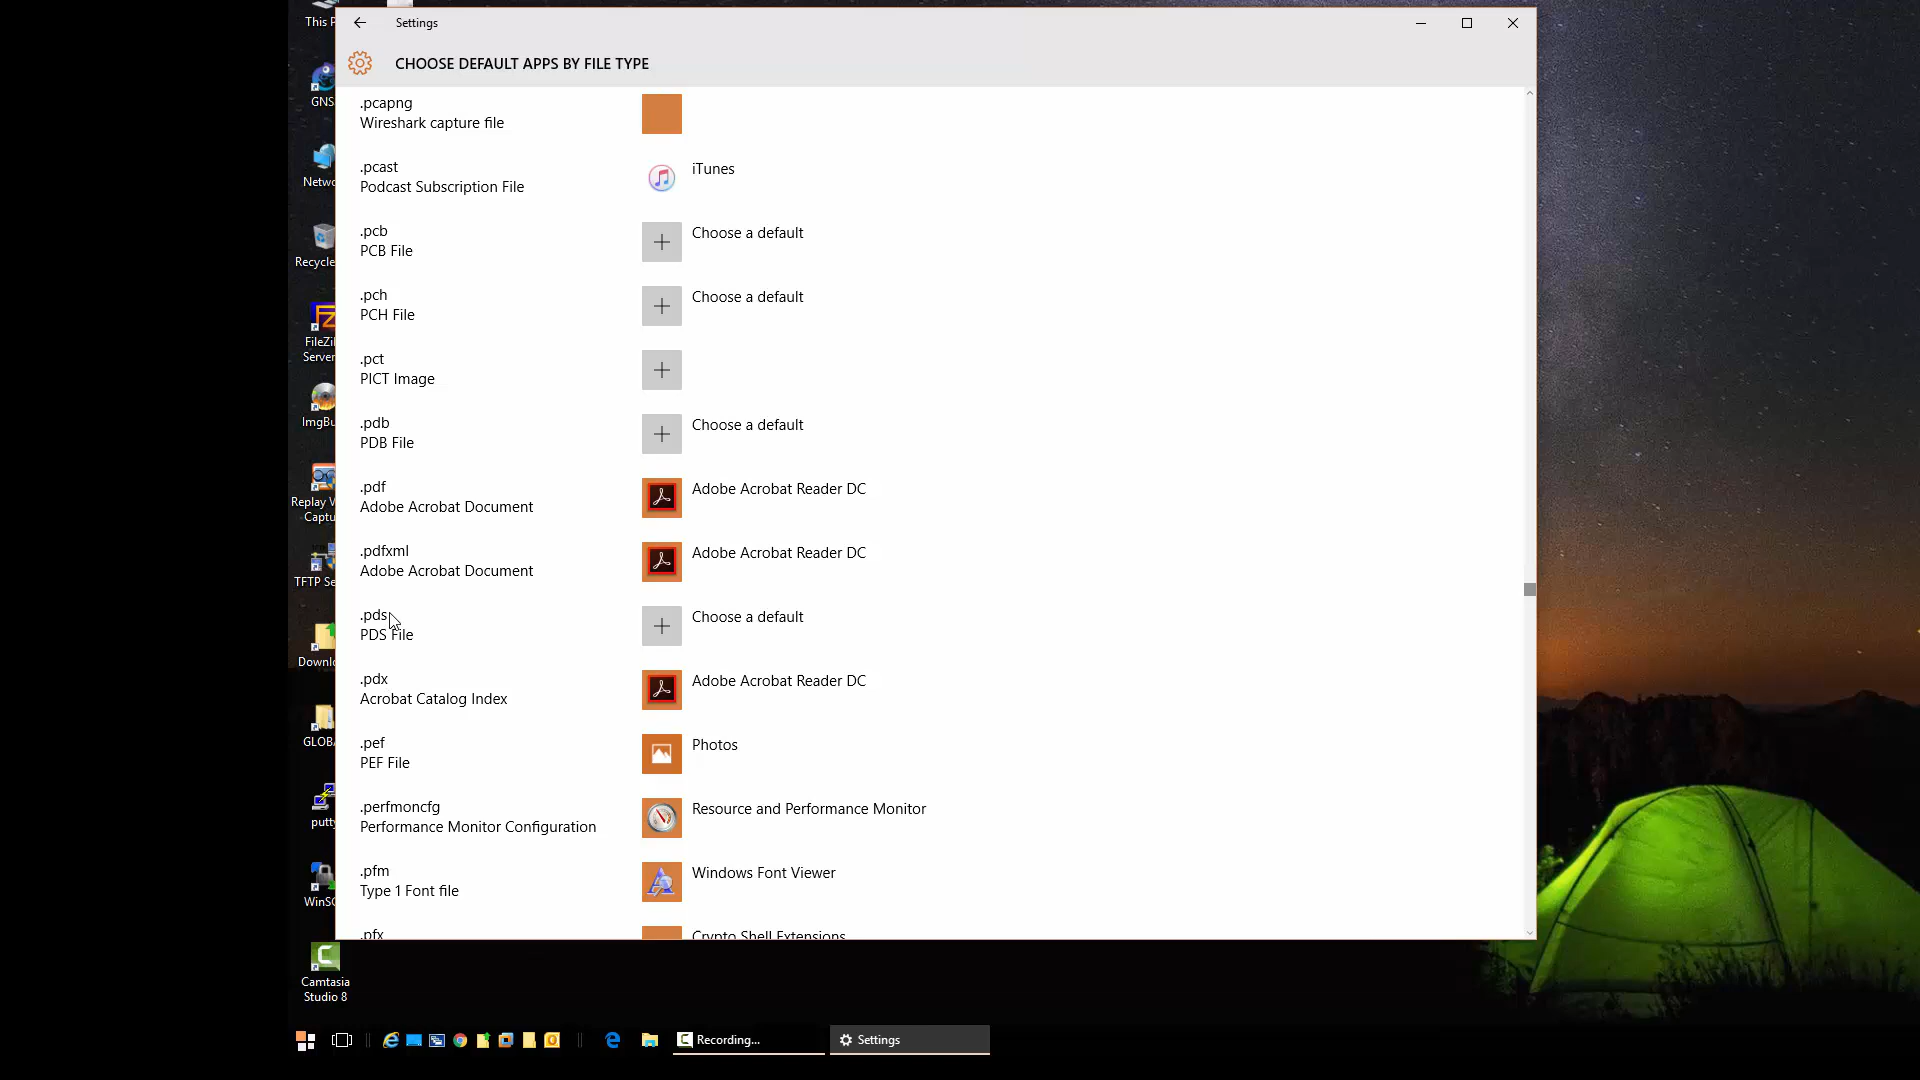 Settings
CHOOSE DEFAULT APPS BY FILE TYPE
.pcapng
Wireshark capture file
.pcast
Podcast Subscription File
iTunes
.pcb
PCB File
Choose a default
.pch
PCH File
Choose a default
.pct
PICT Image
.pdb
PDB File
Choose a default
.pdf
Adobe Acrobat Document
Adobe Acrobat Reader DC
.pdfxml
Adobe Acrobat Document
Adobe Acrobat Reader DC
.pds
PDS File
Choose a default
.pdx
Acrobat Catalog Index
Adobe Acrobat Reader DC
.pef
PEF File
Photos
.perfmoncfg
Performance Monitor Configuration
Resource and Performance Monitor
.pfm
Type 1 Font file
Windows Font Viewer
.pfx
Crypto Shell Extensions
This P
GNS
Netwo
Recycle
FileZil
Server
ImgBu
Replay V
Captu
TFTP Se
Downlo
GLOBA
putty
WinSC
Camtasia
Studio 8
Recording...
Settings